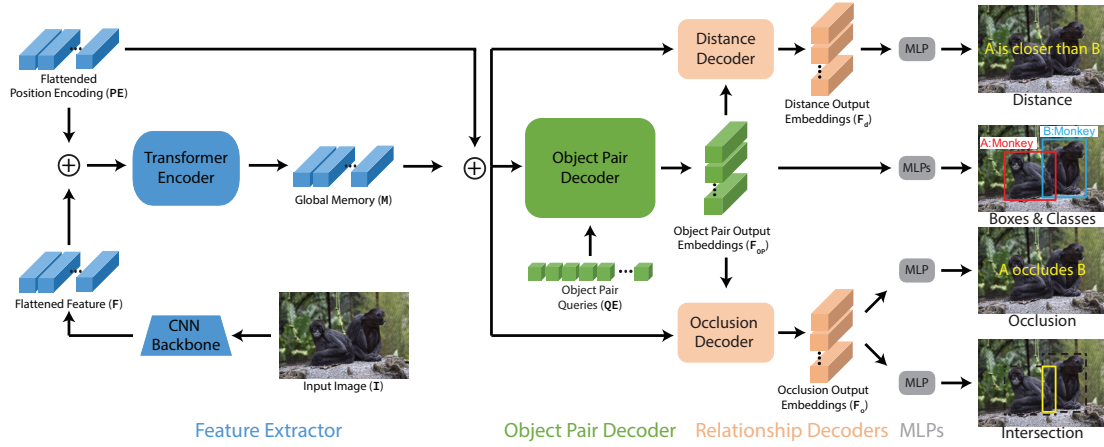 Flattended
Position Encoding (PE)
Transformer
Encoder
Global Memory (M)
Flattened Feature (F)
CNN
Backbone
Input Image (I)
Feature Extractor
Object Pair
Decoder
Object Pair
Queries (QE)
Object Pair Output
Embeddings (F_OP)
Object Pair Decoder
Distance
Decoder
Distance Output
Embeddings (F_d)
Occlusion
Decoder
Occlusion Output
Embeddings (F_o)
Relationship Decoders
MLP
MLPs
MLP
MLP
MLPs
A is closer than B
Distance
B:Monkey
A:Monkey
Boxes & Classes
A occludes B
Occlusion
Intersection